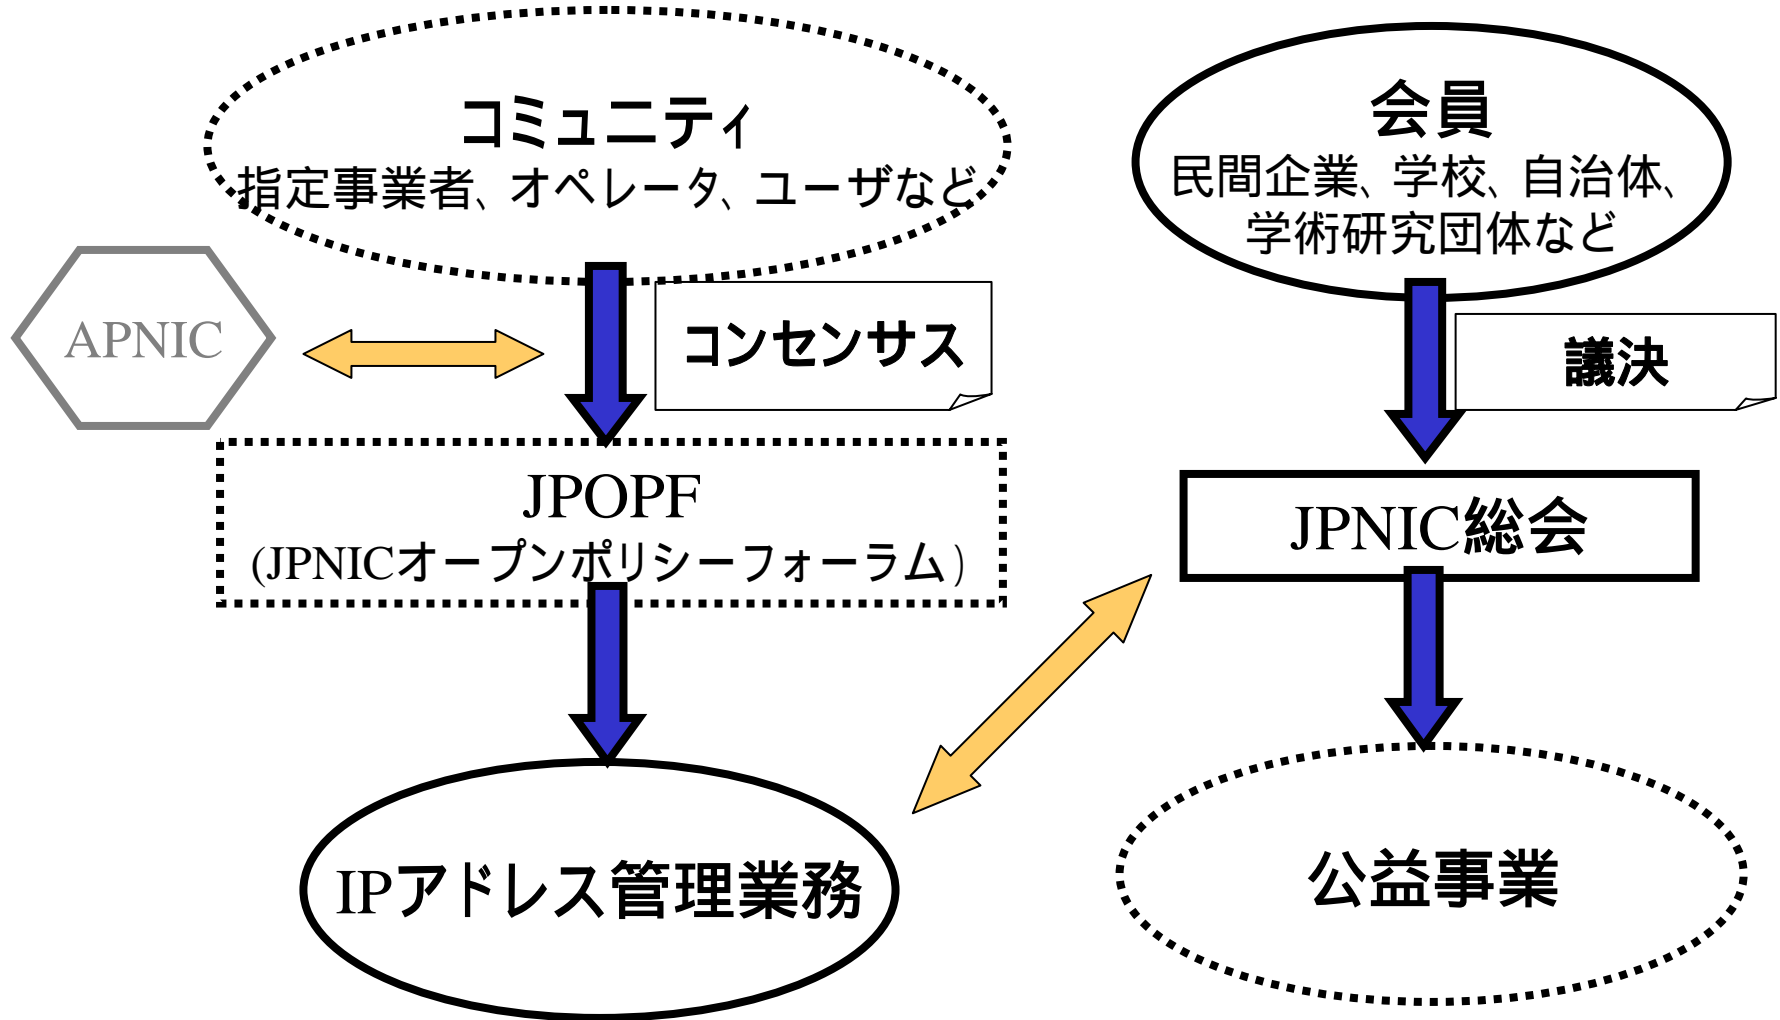 コミュニティ
指定事業者、オペレータ、ユーザなど
会員
民間企業、学校、自治体、
学術研究団体など
APNIC
コンセンサス
議決
JPOPF
(JPNICオープンポリシーフォーラム)
JPNIC総会
IPアドレス管理業務
公益事業